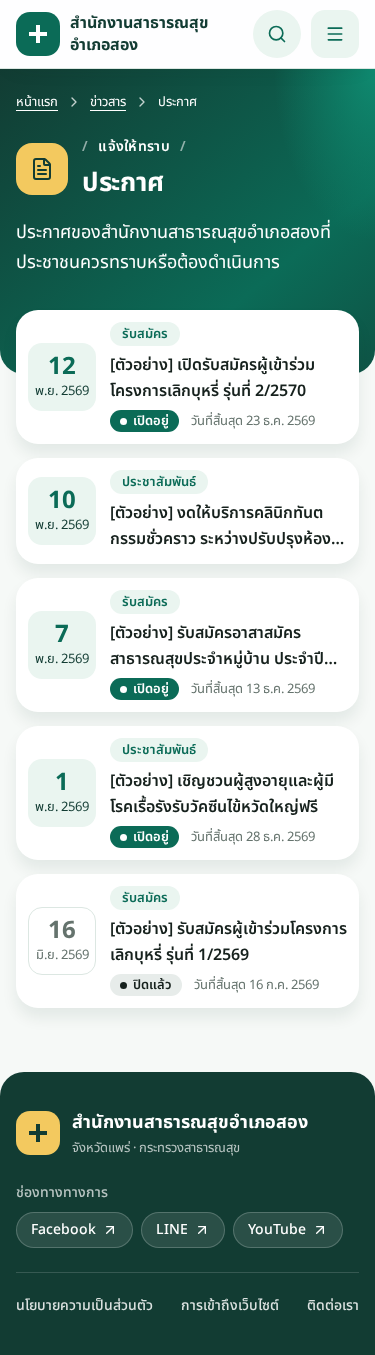 สำนักงานสาธารณสุข
อำเภอสอง
หน้าแรก > ข่าวสาร > ประกาศ
/ แจ้งให้ทราบ /
ประกาศ
ประกาศของสำนักงานสาธารณสุขอำเภอสองที่
ประชาชนควรทราบหรือต้องดำเนินการ
รับสมัคร
12
พ.ย. 2569
[ตัวอย่าง] เปิดรับสมัครผู้เข้าร่วม
โครงการเลิกบุหรี่ รุ่นที่ 2/2570
เปิดอยู่ วันที่สิ้นสุด 23 ธ.ค. 2569
ประชาสัมพันธ์
10
พ.ย. 2569
[ตัวอย่าง] งดให้บริการคลินิกทันต
กรรมชั่วคราว ระหว่างปรับปรุงห้อง...
รับสมัคร
7
พ.ย. 2569
[ตัวอย่าง] รับสมัครอาสาสมัคร
สาธารณสุขประจำหมู่บ้าน ประจำปี...
เปิดอยู่ วันที่สิ้นสุด 13 ธ.ค. 2569
ประชาสัมพันธ์
1
พ.ย. 2569
[ตัวอย่าง] เชิญชวนผู้สูงอายุและผู้มี
โรคเรื้อรังรับวัคซีนไข้หวัดใหญ่ฟรี
เปิดอยู่ วันที่สิ้นสุด 28 ธ.ค. 2569
รับสมัคร
16
มิ.ย. 2569
[ตัวอย่าง] รับสมัครผู้เข้าร่วมโครงการ
เลิกบุหรี่ รุ่นที่ 1/2569
ปิดแล้ว วันที่สิ้นสุด 16 ก.ค. 2569
สำนักงานสาธารณสุขอำเภอสอง
จังหวัดแพร่ · กระทรวงสาธารณสุข
ช่องทางทางการ
Facebook LINE YouTube
นโยบายความเป็นส่วนตัว การเข้าถึงเว็บไซต์ ติดต่อเรา